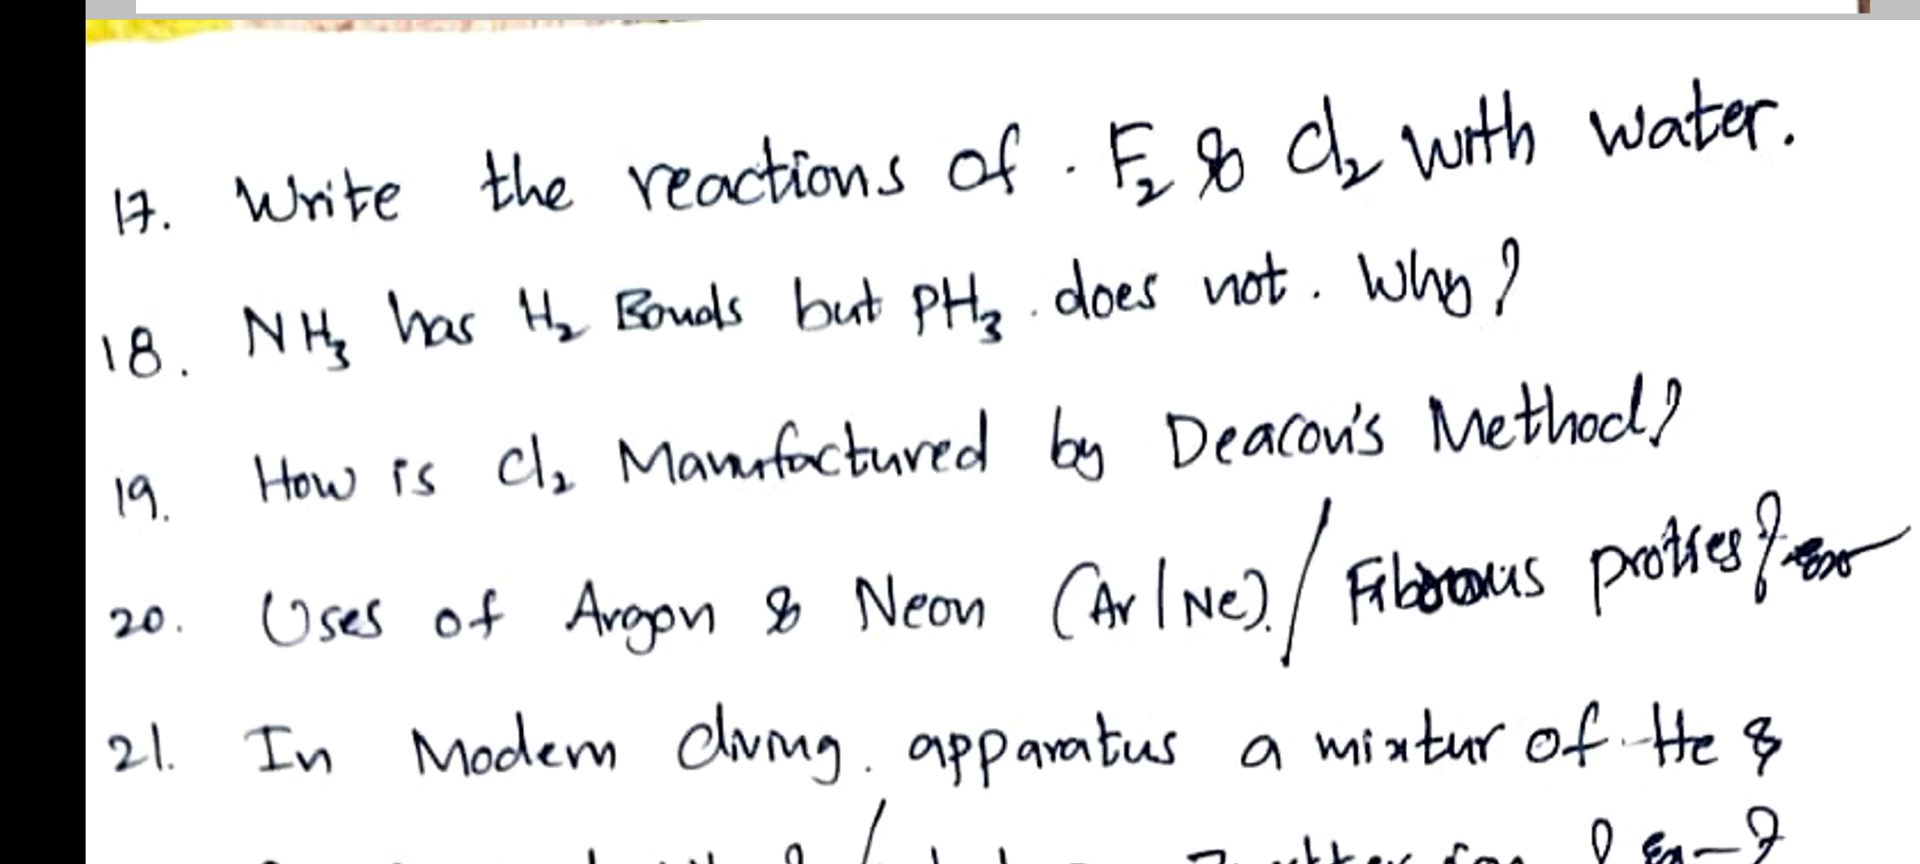 17. Write the reactions of . F₂ & Cl₂ with water.
18. NH₃ has H₂ Bonds but PH₃ . does not . Why?
19. How is Cl₂ Manufactured by Deacon's Method?
20. Uses of Argon & Neon (Ar/Ne). / Fibrous proties?
21. In Modern diving . apparatus a mixtur of He &